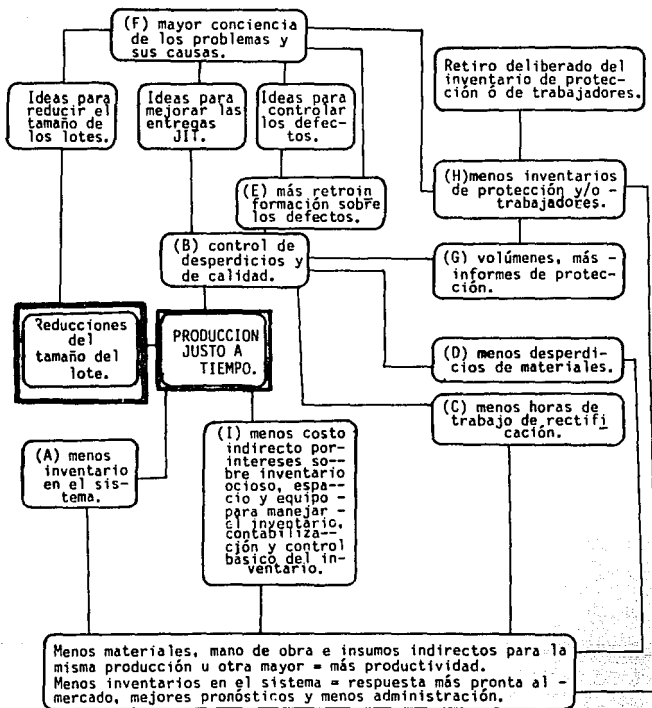 (F) mayor conciencia
de los problemas y
sus causas.
Retiro deliberado del
inventario de protec-
ción ó de trabajadores.
Ideas para
reducir el
tamaño de
los lotes.
Ideas para
mejorar las
entregas
JIT.
Ideas para
controlar
los defec-
tos.
(H)menos inventarios
de protección y/o -
trabajadores.
(E) más retroin
formación sobre
los defectos.
(B) control de
desperdicios y
de calidad.
(G) volúmenes, más -
informes de protec-
ción.
Reducciones
del
tamaño del
lote.
PRODUCCION
JUSTO A
TIEMPO.
(D) menos desperdi-
cios de materiales.
(C) menos horas de
trabajo de rectifi
cación.
(A) menos
inventario
en el sis-
tema.
(I) menos costo
indirecto por-
intereses so--
bre inventario
ocioso, espa--
cio y equipo -
para manejar -
el inventario,
contabiliza--
ción y control
básico del in-
ventario.
Menos materiales, mano de obra e insumos indirectos para la
misma producción u otra mayor = más productividad.
Menos inventarios en el sistema = respuesta más pronta al -
mercado, mejores pronósticos y menos administración.